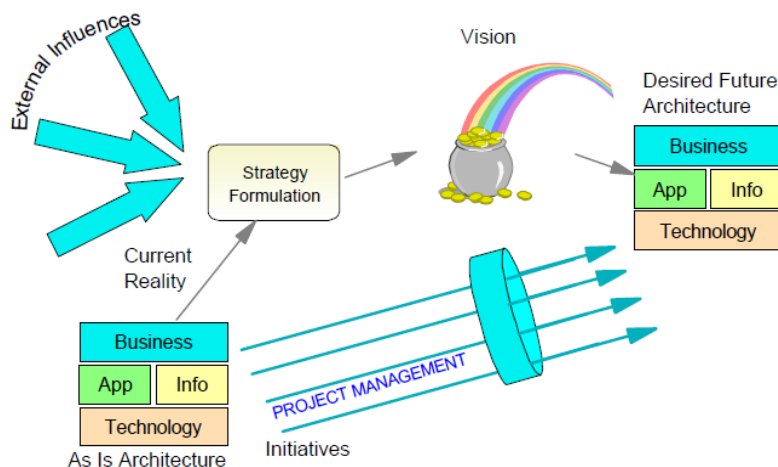 External Influences
Vision
Desired Future
Architecture
Strategy
Formulation
Business
App
Info
Technology
Current
Reality
Business
App
Info
Technology
PROJECT MANAGEMENT
Initiatives
As Is Architecture